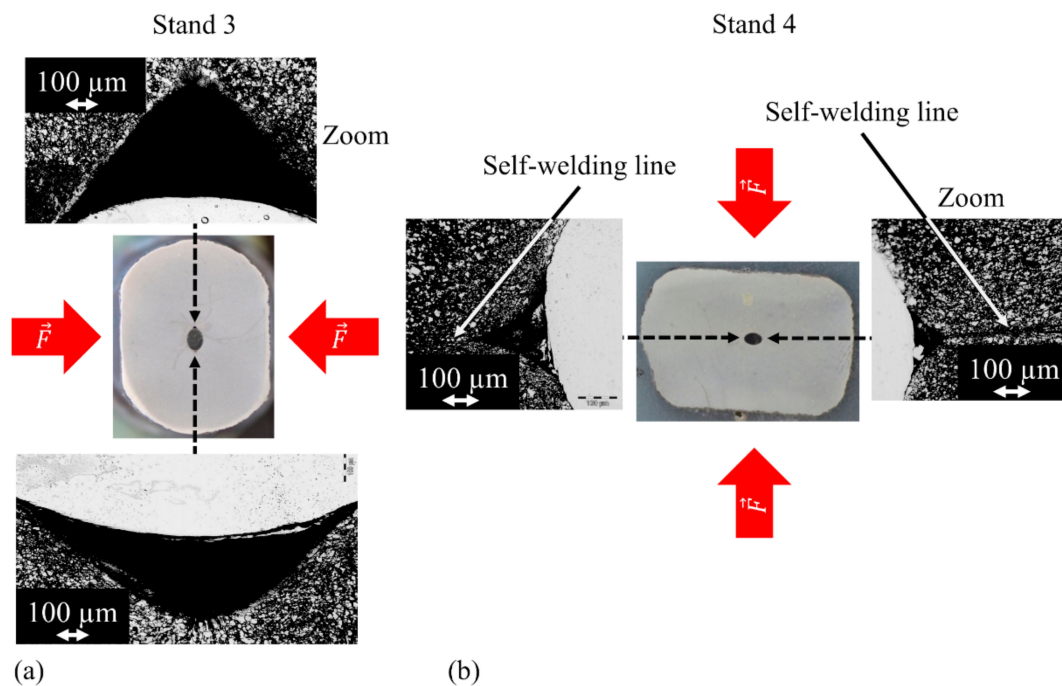 Stand 3
Stand 4
100 µm
Zoom
Self-welding line
Self-welding line
F
Zoom
F
F
100 µm
100 µm
100 µm
F
100 µm
(a)
(b)